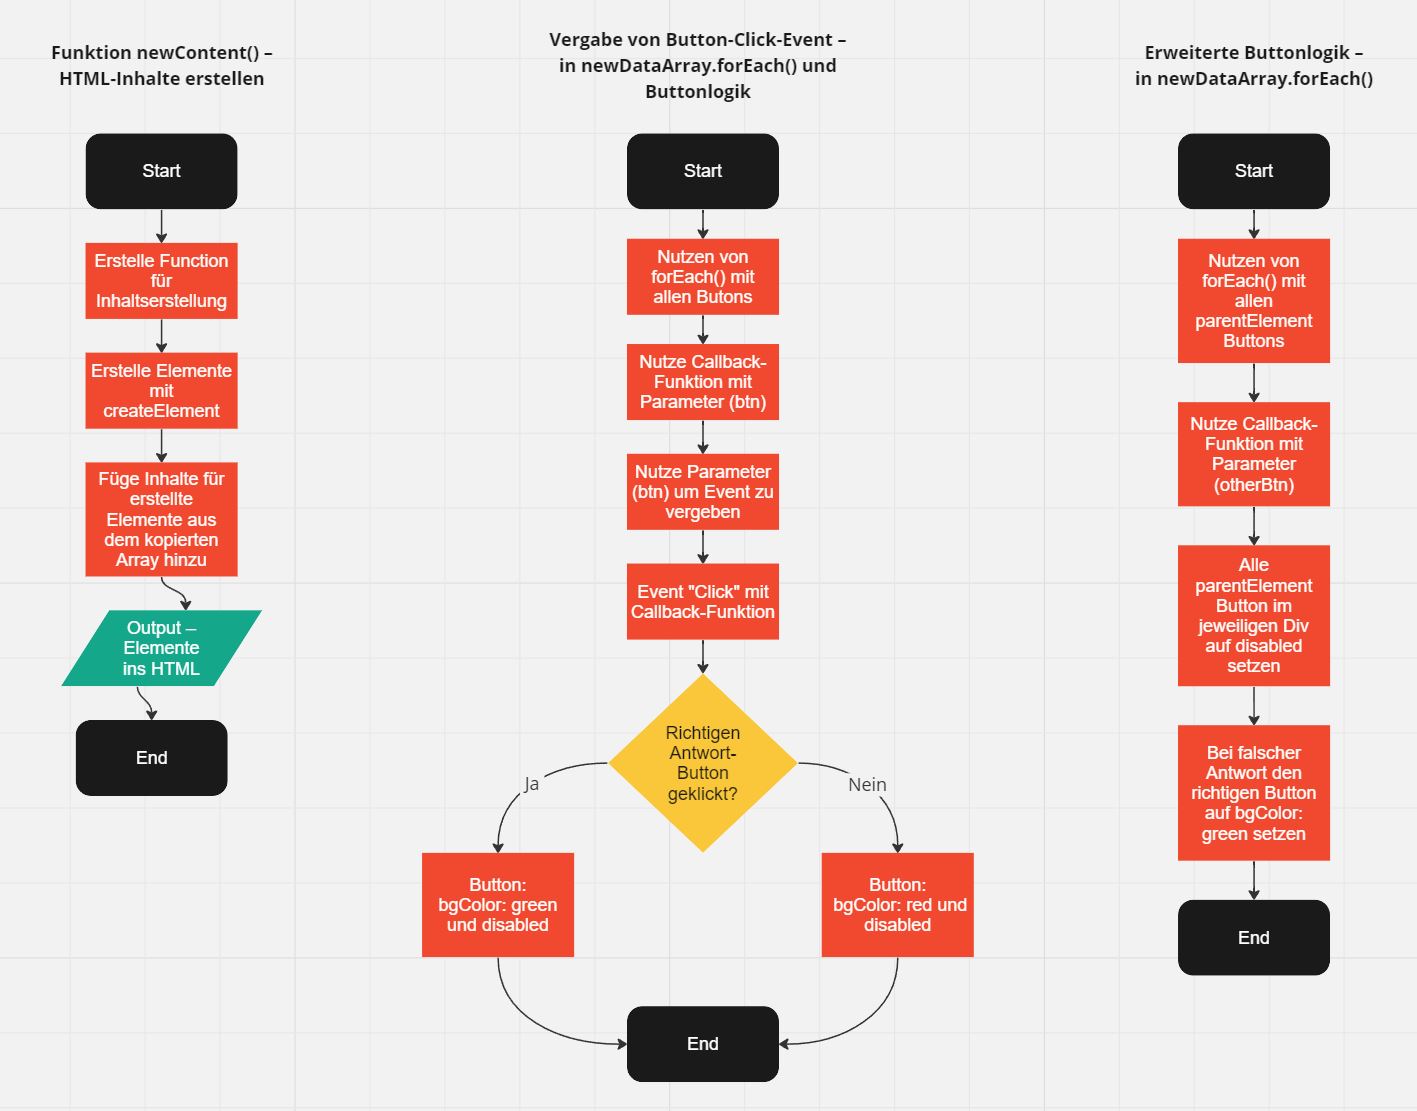 Funktion newContent() –
HTML-Inhalte erstellen
Start
Erstelle Function
für
Inhaltserstellung
Erstelle Elemente
mit
createElement
Füge Inhalte für
erstellte
Elemente aus
dem kopierten
Array hinzu
Output –
Elemente
ins HTML
End
Vergabe von Button-Click-Event –
in newDataArray.forEach() und
Buttonlogik
Start
Nutzen von
forEach() mit
allen Butons
Nutze Callback-
Funktion mit
Parameter (btn)
Nutze Parameter
(btn) um Event zu
vergeben
Event "Click" mit
Callback-Funktion
Richtigen
Antwort-
Button
geklickt?
Ja
Nein
Button:
bgColor: green
und disabled
Button:
bgColor: red und
disabled
End
Erweiterte Buttonlogik –
in newDataArray.forEach()
Start
Nutzen von
forEach() mit
allen
parentElement
Buttons
Nutze Callback-
Funktion mit
Parameter
(otherBtn)
Alle
parentElement
Button im
jeweiligen Div
auf disabled
setzen
Bei falscher
Antwort den
richtigen Button
auf bgColor:
green setzen
End